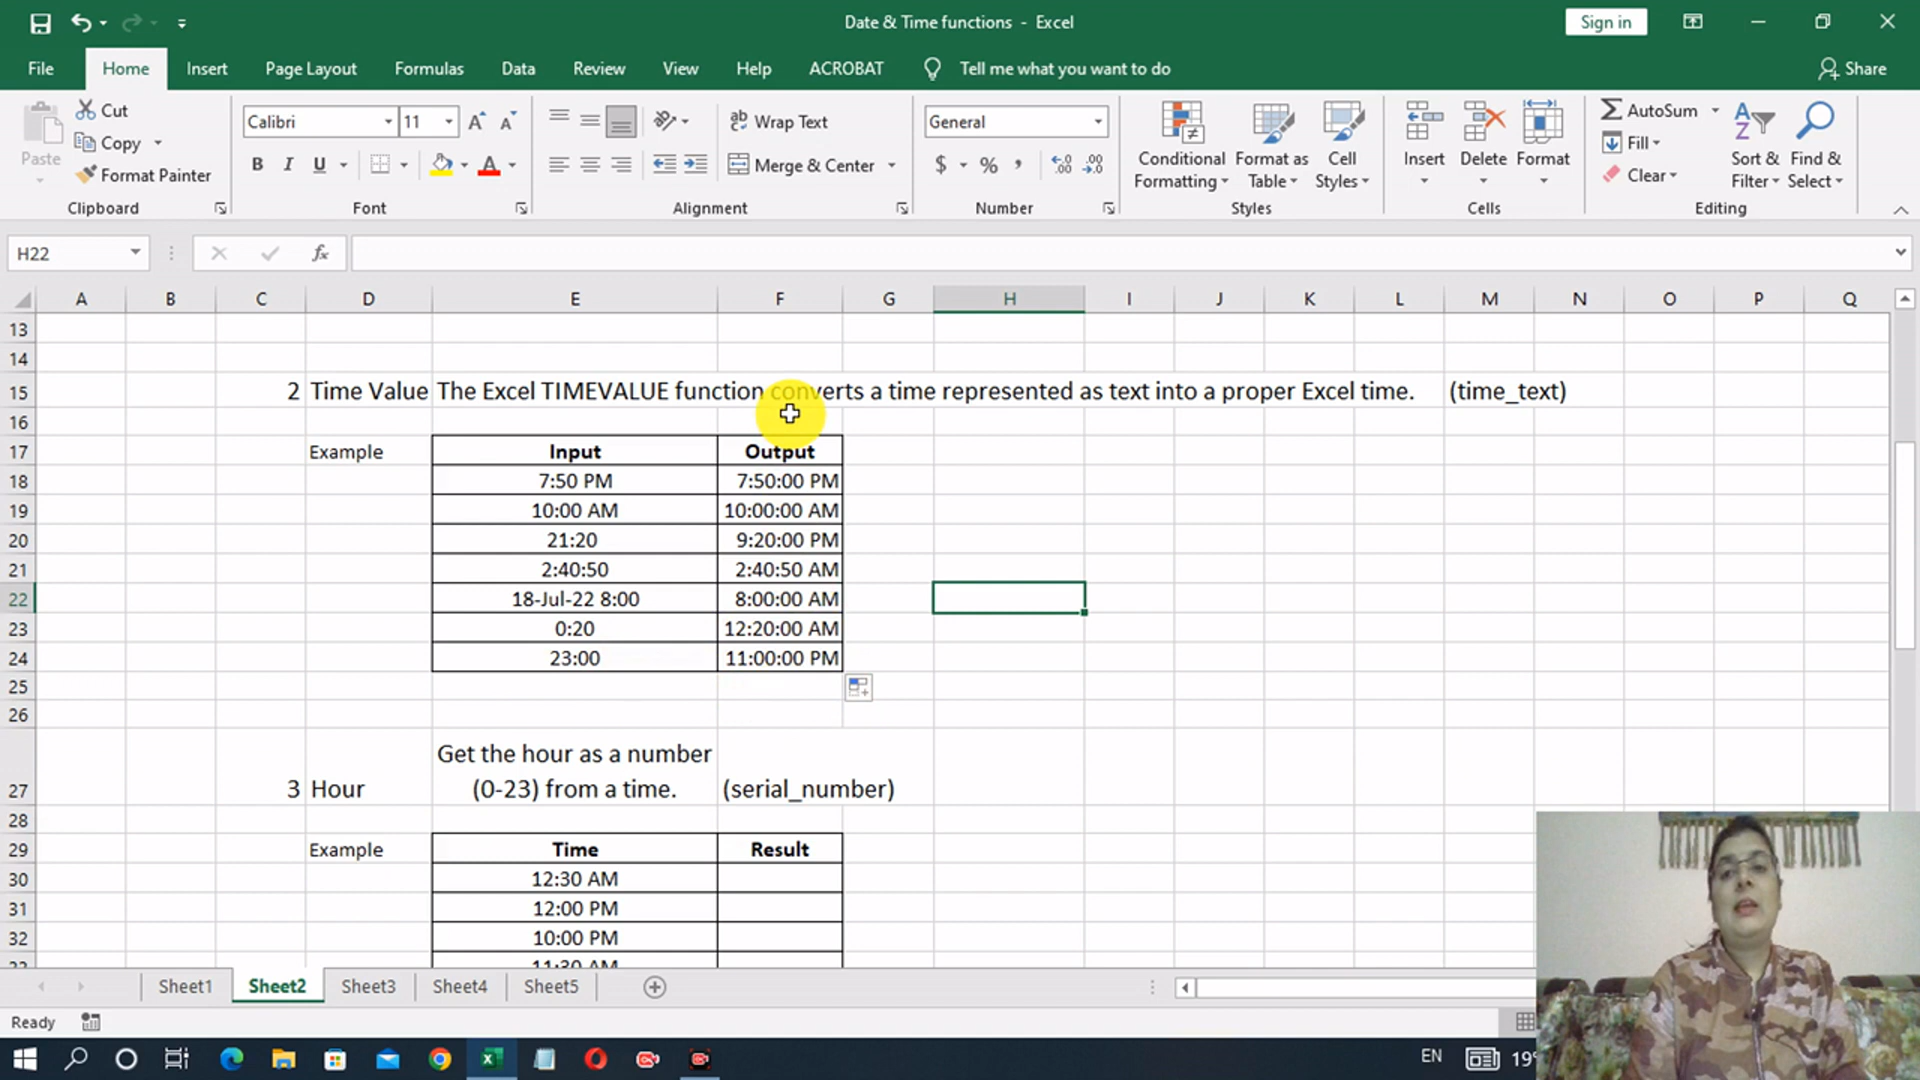 Date & Time functions - Excel
Sign in
File Home Insert Page Layout Formulas Data Review View Help ACROBAT Tell me what you want to do Share
Paste
Cut
Copy
Format Painter
Clipboard
Calibri 11
B I U
Font
Wrap Text
Merge & Center
Alignment
General
$ % ,
Number
Conditional Formatting
Format as Table
Cell Styles
Styles
Insert
Delete
Format
Cells
AutoSum
Fill
Clear
Sort & Filter
Find & Select
Editing
H22
fx
A B C D E F G H I J K L M N O P Q
13
14
15 2 Time Value The Excel TIMEVALUE function converts a time represented as text into a proper Excel time. (time_text)
16
17 Example Input Output
18 7:50 PM 7:50:00 PM
19 10:00 AM 10:00:00 AM
20 21:20 9:20:00 PM
21 2:40:50 2:40:50 AM
22 18-Jul-22 8:00 8:00:00 AM
23 0:20 12:20:00 AM
24 23:00 11:00:00 PM
25
26
Get the hour as a number
27 3 Hour (0-23) from a time. (serial_number)
28
29 Example Time Result
30 12:30 AM
31 12:00 PM
32 10:00 PM
33 11:30 AM
Sheet1 Sheet2 Sheet3 Sheet4 Sheet5
Ready
EN 19°